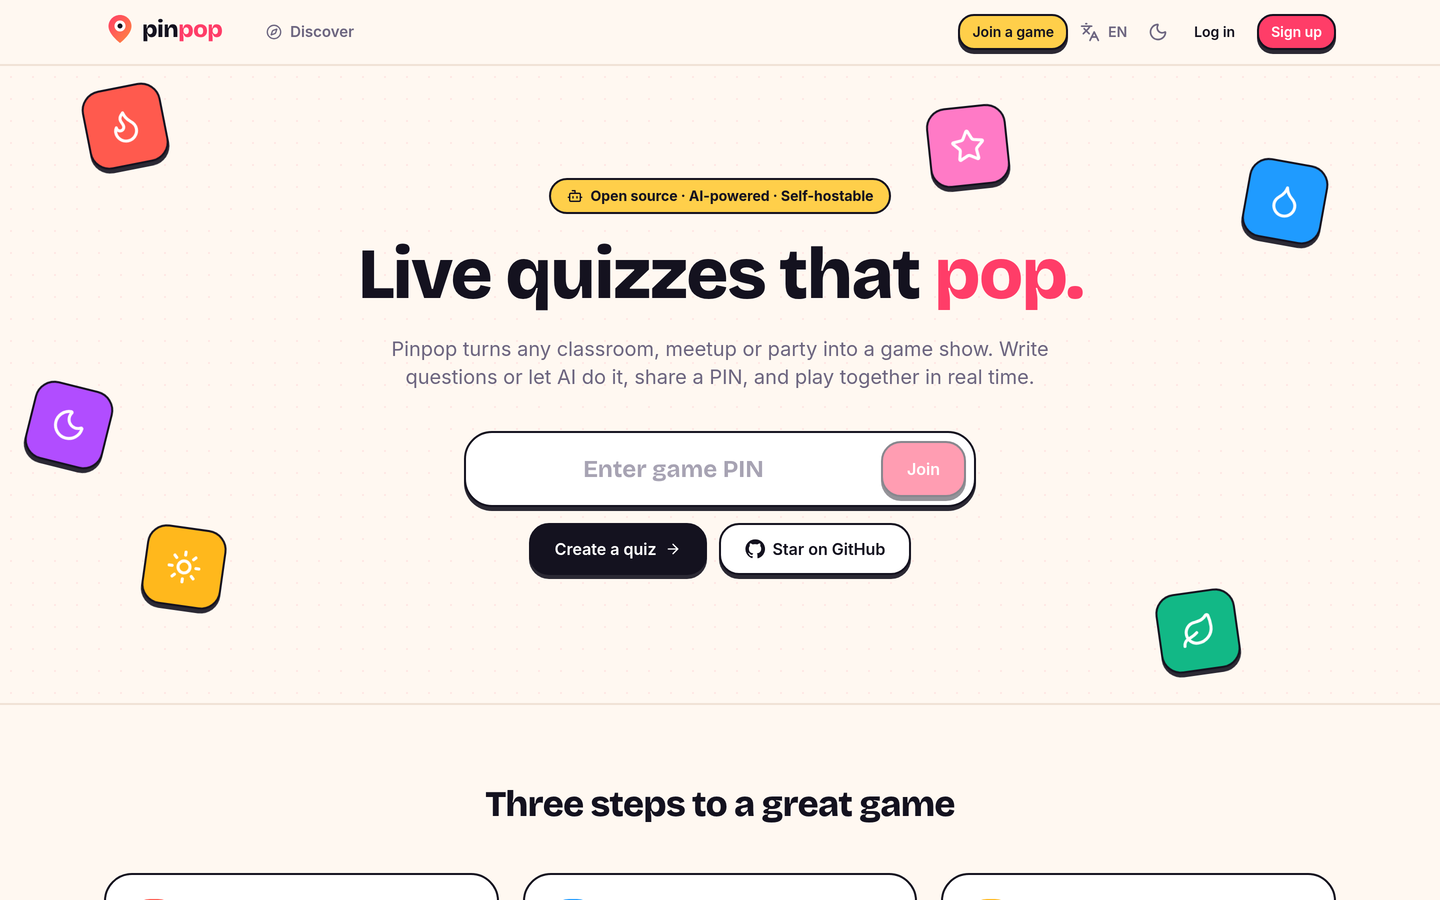 pinpop
Discover
Join a game
EN
Log in
Sign up
Open source · AI-powered · Self-hostable
Live quizzes that pop.
Pinpop turns any classroom, meetup or party into a game show. Write
questions or let AI do it, share a PIN, and play together in real time.
Enter game PIN
Join
Create a quiz
Star on GitHub
Three steps to a great game